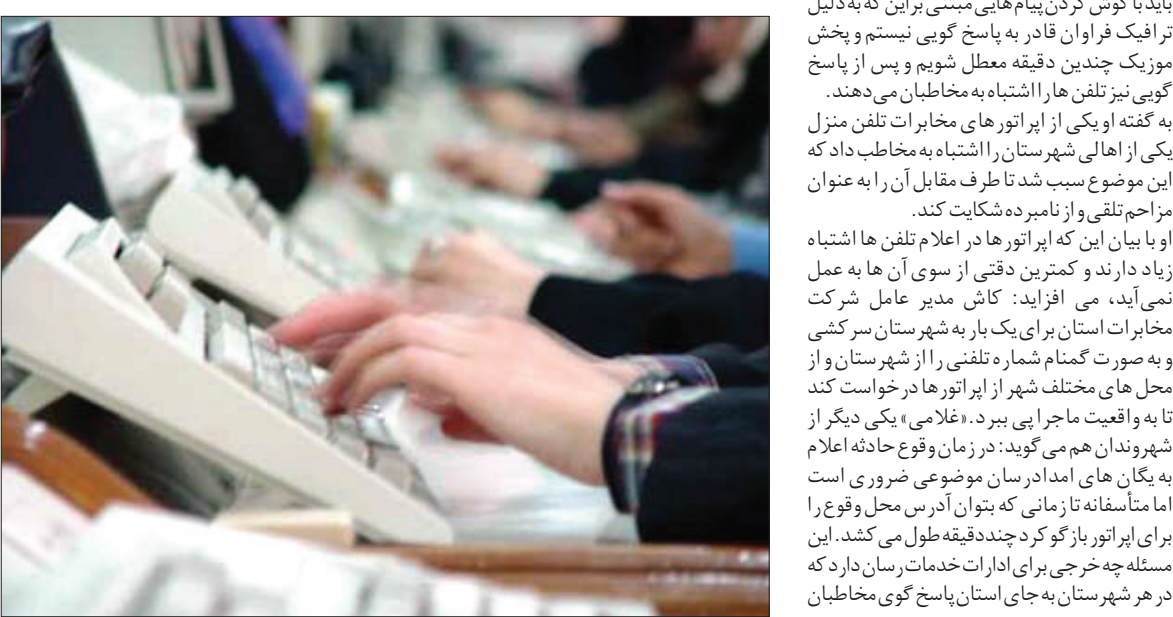 باید با گوش کردن پیام هایی مبتنی براین که به دلیل
ترافیک فراوان قادر به پاسخ گویی نیستم و پخش
موزیک چندین دقیقه معطل شویم و پس از پاسخ
گویی نیز تلفن ها را اشتباه به مخاطبان می دهند.
به گفته او یکی از اپراتورهای مخابرات تلفن منزل
یکی از اهالی شهرستان را اشتباه به مخاطب داد که
این موضوع سبب شد تا طرف مقابل آن را به عنوان
مزاحم تلقی و از نامبرده شکایت کند.
او با بیان این که اپراتورها در اعلام تلفن ها اشتباه
زیاد دارند و کمترین دقتی از سوی آن ها به عمل
نمی آید، می افزاید: کاش مدیر عامل شرکت
مخابرات استان برای یک بار به شهرستان سرکشی
و به صورت گمنام شماره تلفنی را از شهرستان و از
محل های مختلف شهر از اپراتورها درخواست کند
تا به واقعیت ماجرا پی ببرد. «غلامی» یکی دیگر از
شهروندان هم می گوید: در زمان وقوع حادثه اعلام
به یگان های امدادرسان موضوعی ضروری است
اما متأسفانه تا زمانی که بتوان آدرس محل وقوع را
برای اپراتور بازگو کرد چند دقیقه طول می کشد. این
مسئله چه خرجی برای ادارات خدمات رسان دارد که
در هر شهرستان به جای استان پاسخ گوی مخاطبان